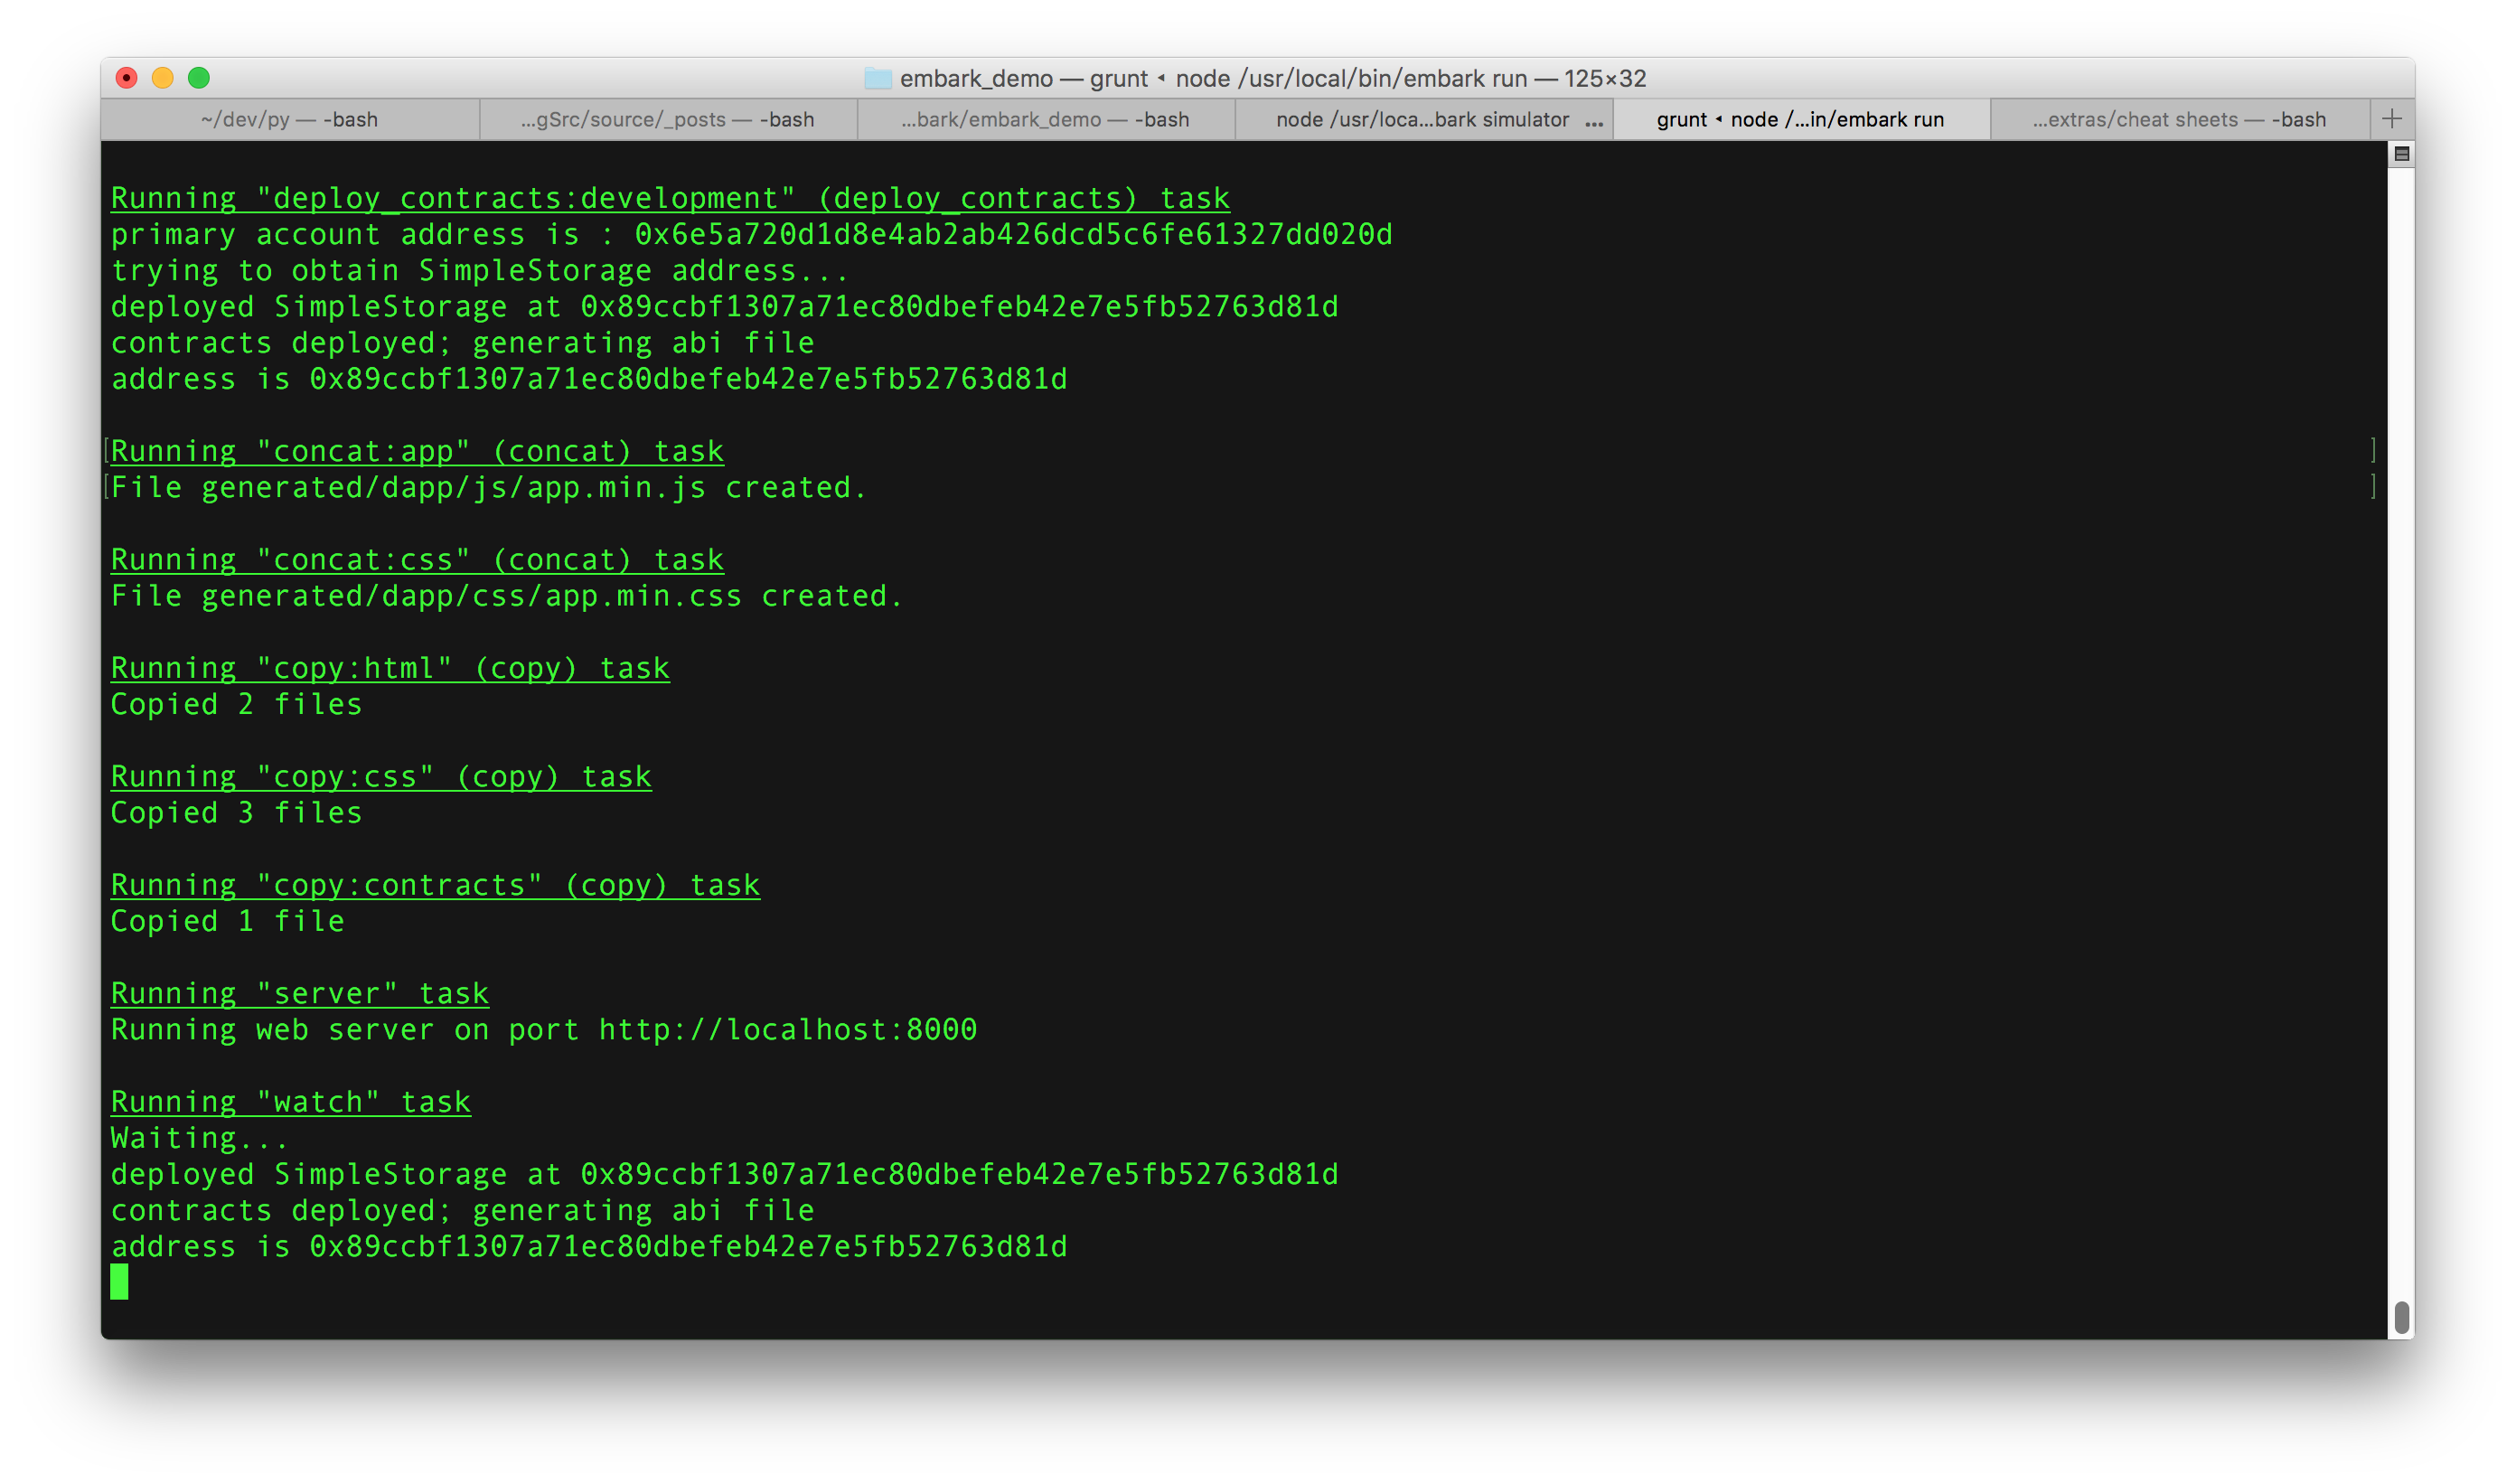 embark_demo — grunt ◂ node /usr/local/bin/embark run — 125×32
~/dev/py — -bash
...gSrc/source/_posts — -bash
...bark/embark_demo — -bash
node /usr/loca...bark simulator ...
grunt ◂ node /...in/embark run
...extras/cheat sheets — -bash
Running "deploy_contracts:development" (deploy_contracts) task
primary account address is : 0x6e5a720d1d8e4ab2ab426dcd5c6fe61327dd020d
trying to obtain SimpleStorage address...
deployed SimpleStorage at 0x89ccbf1307a71ec80dbefeb42e7e5fb52763d81d
contracts deployed; generating abi file
address is 0x89ccbf1307a71ec80dbefeb42e7e5fb52763d81d
[Running "concat:app" (concat) task ]
[File generated/dapp/js/app.min.js created. ]
Running "concat:css" (concat) task
File generated/dapp/css/app.min.css created.
Running "copy:html" (copy) task
Copied 2 files
Running "copy:css" (copy) task
Copied 3 files
Running "copy:contracts" (copy) task
Copied 1 file
Running "server" task
Running web server on port http://localhost:8000
Running "watch" task
Waiting...
deployed SimpleStorage at 0x89ccbf1307a71ec80dbefeb42e7e5fb52763d81d
contracts deployed; generating abi file
address is 0x89ccbf1307a71ec80dbefeb42e7e5fb52763d81d